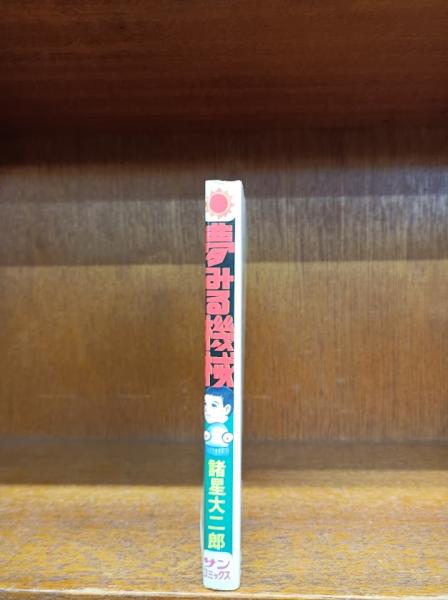 夢みる機械
諸星大二郎
サン
コミックス